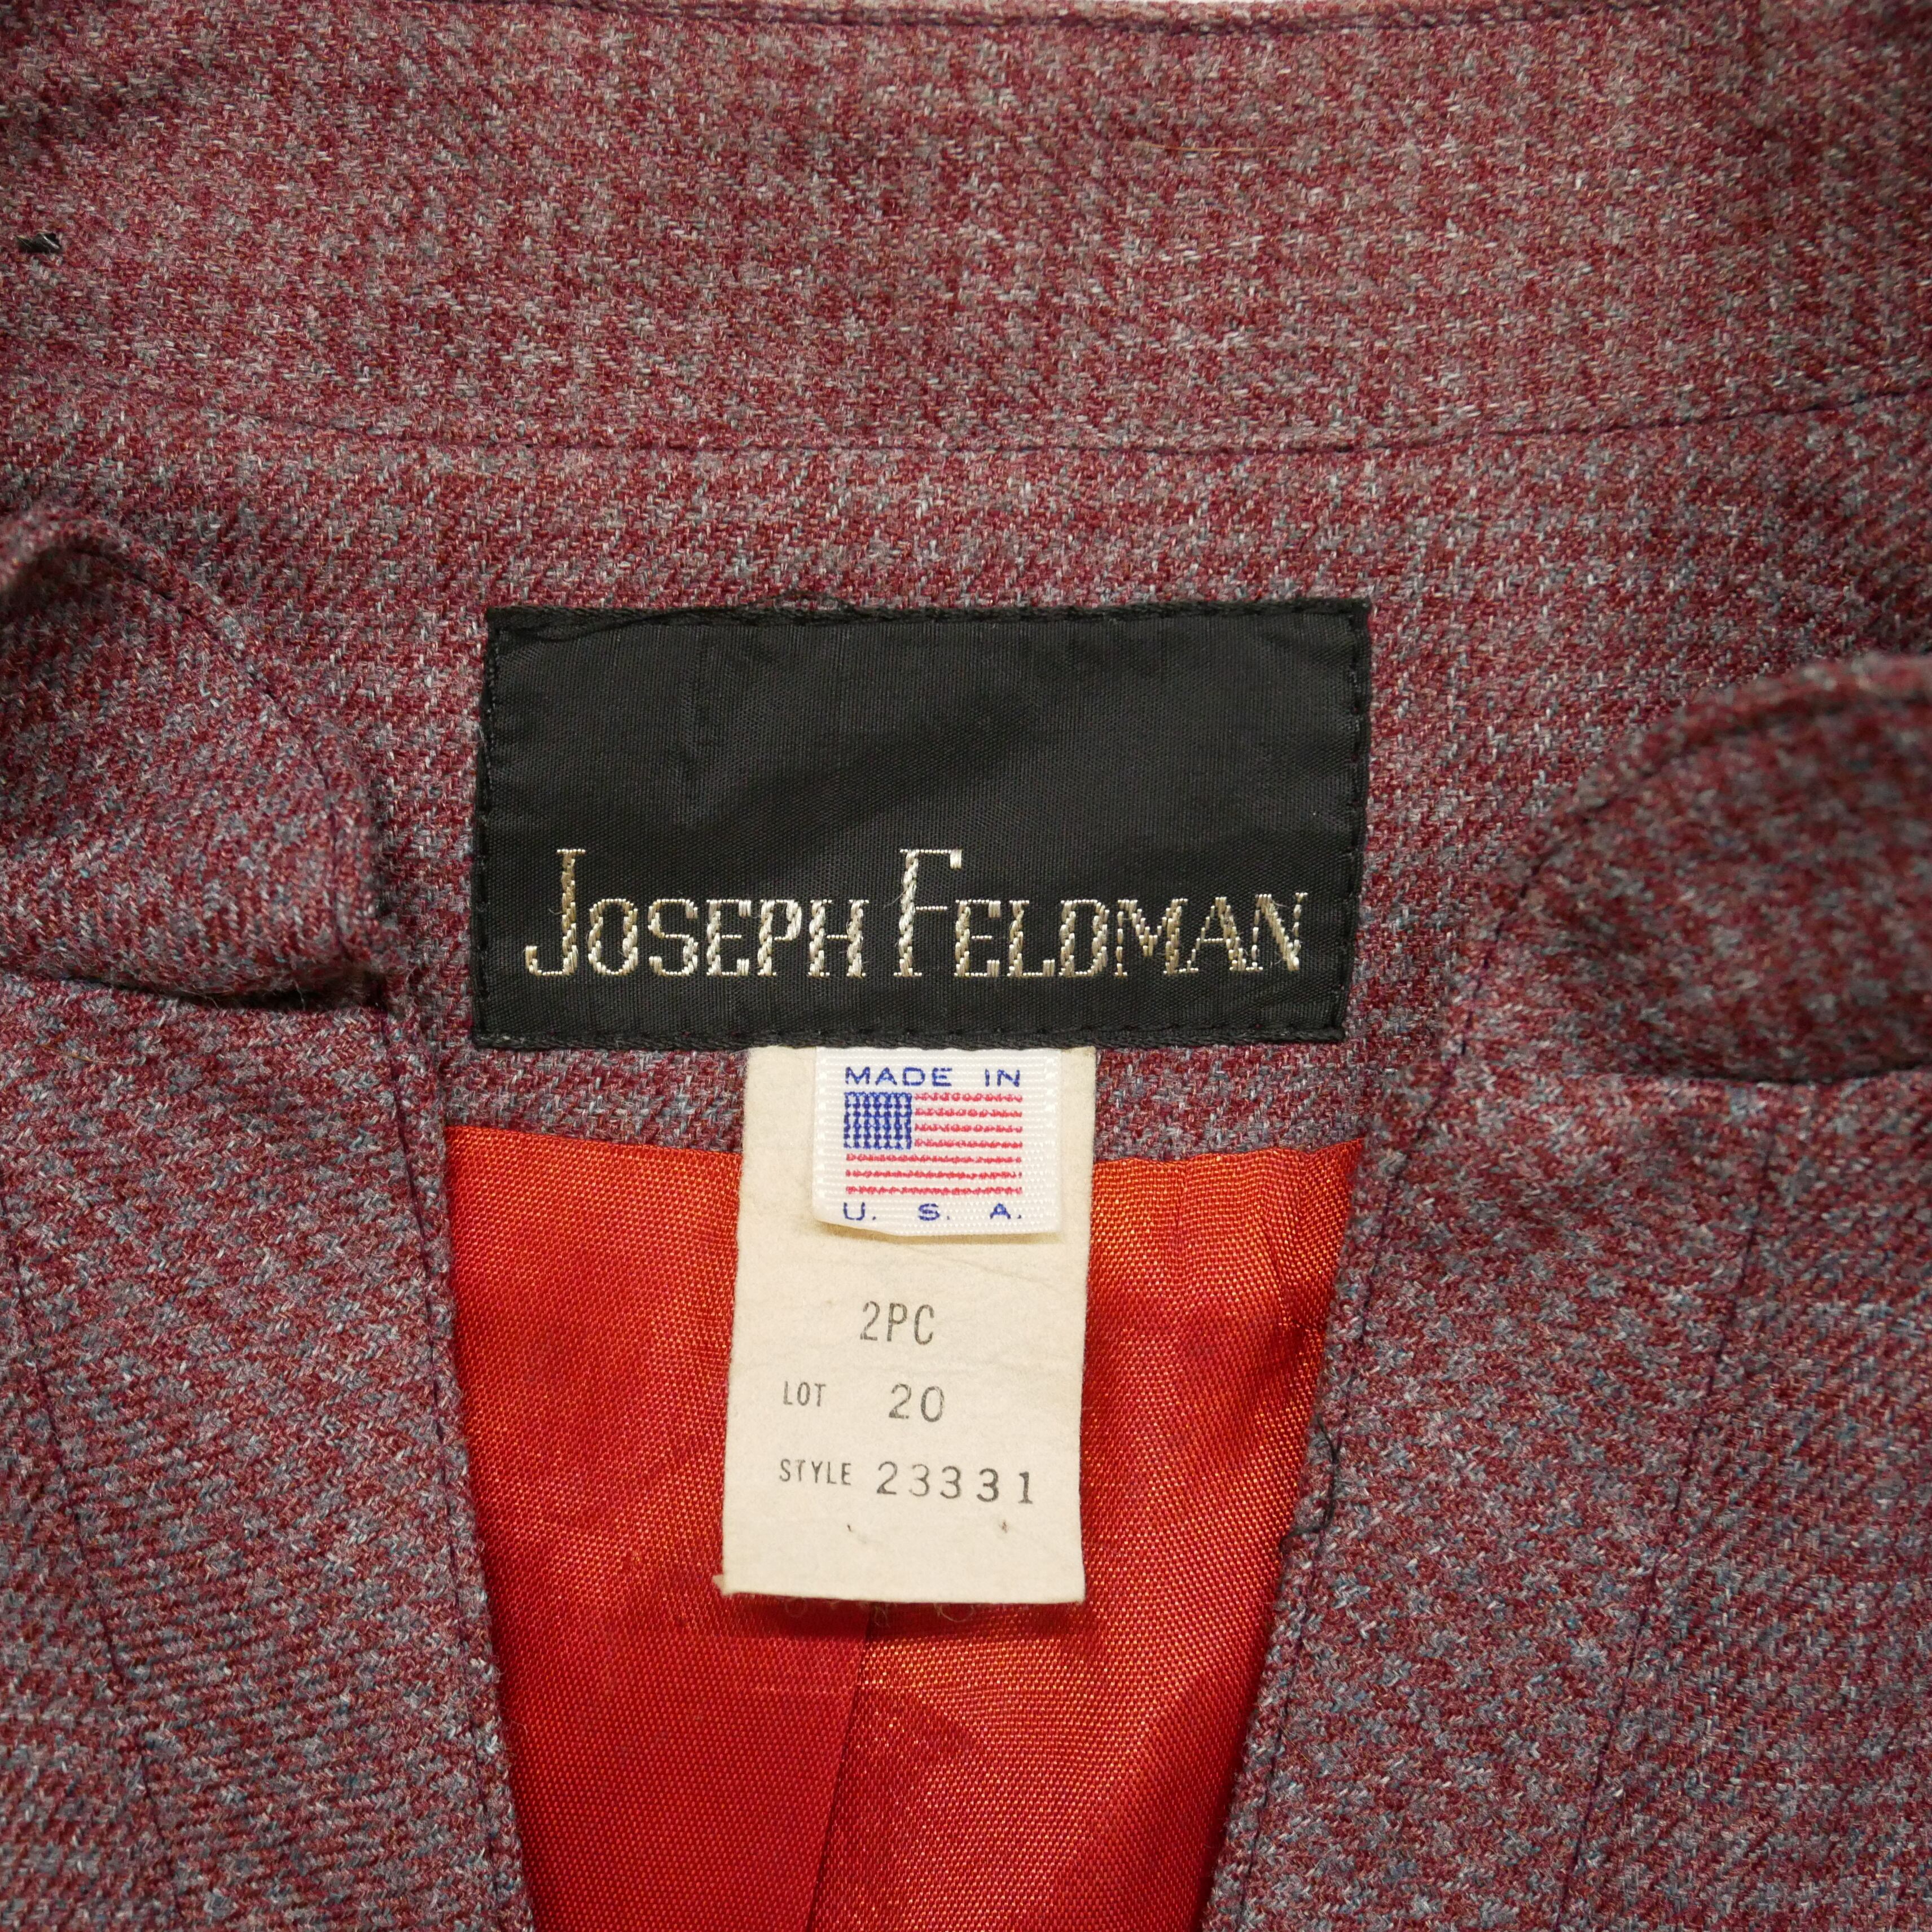 JOSEPH FELDMAN
MADE IN
U. S. A.
2PC
LOT 20
STYLE 23331